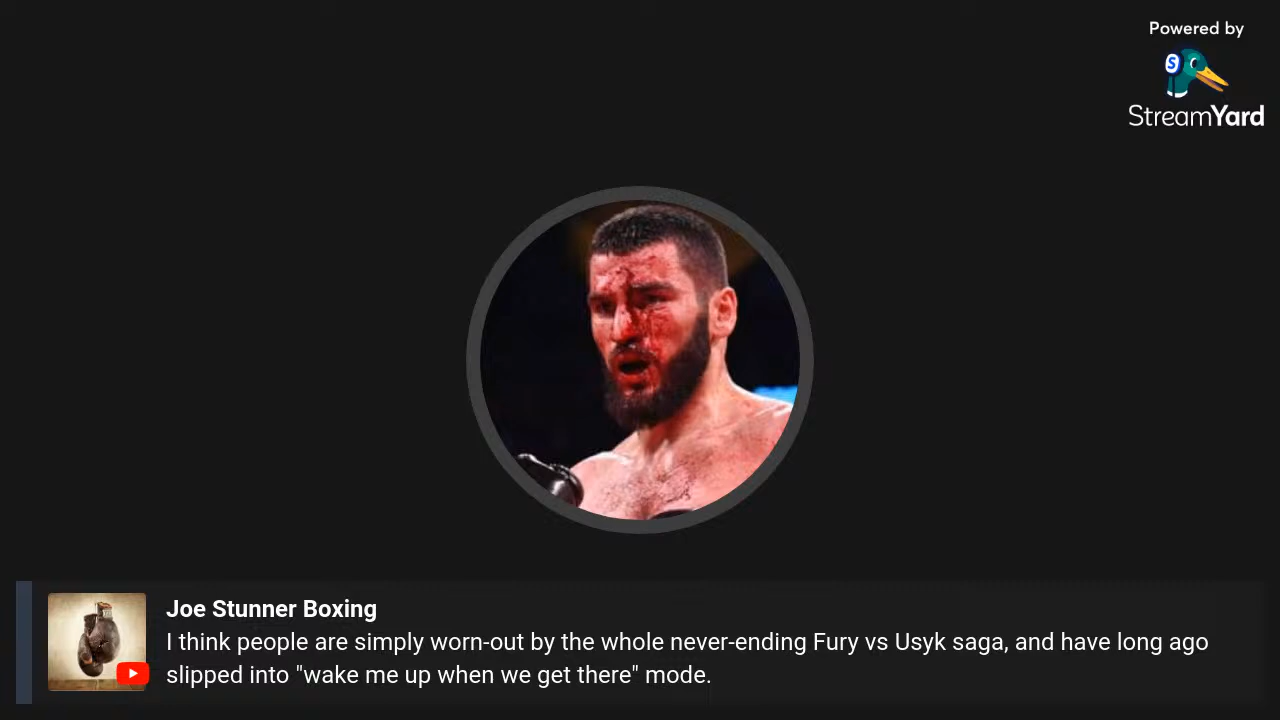 Powered by
S
StreamYard
Joe Stunner Boxing
I think people are simply worn-out by the whole never-ending Fury vs Usyk saga, and have long ago
slipped into "wake me up when we get there" mode.